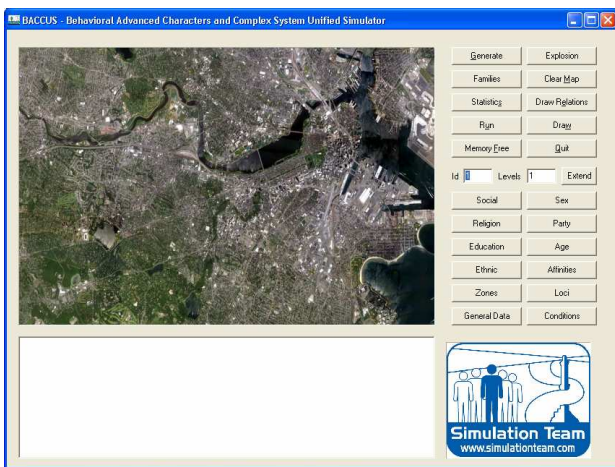 BACCUS - Behavioral Advanced Characters and Complex System Unified Simulator
Generate Explosion
Families Clear Map
Statistics Draw Relations
Run Draw
Memory Free Quit
Id 1 Levels 1 Extend
Social Sex
Religion Party
Education Age
Ethnic Affinities
Zones Loci
General Data Conditions
Simulation Team
www.simulationteam.com